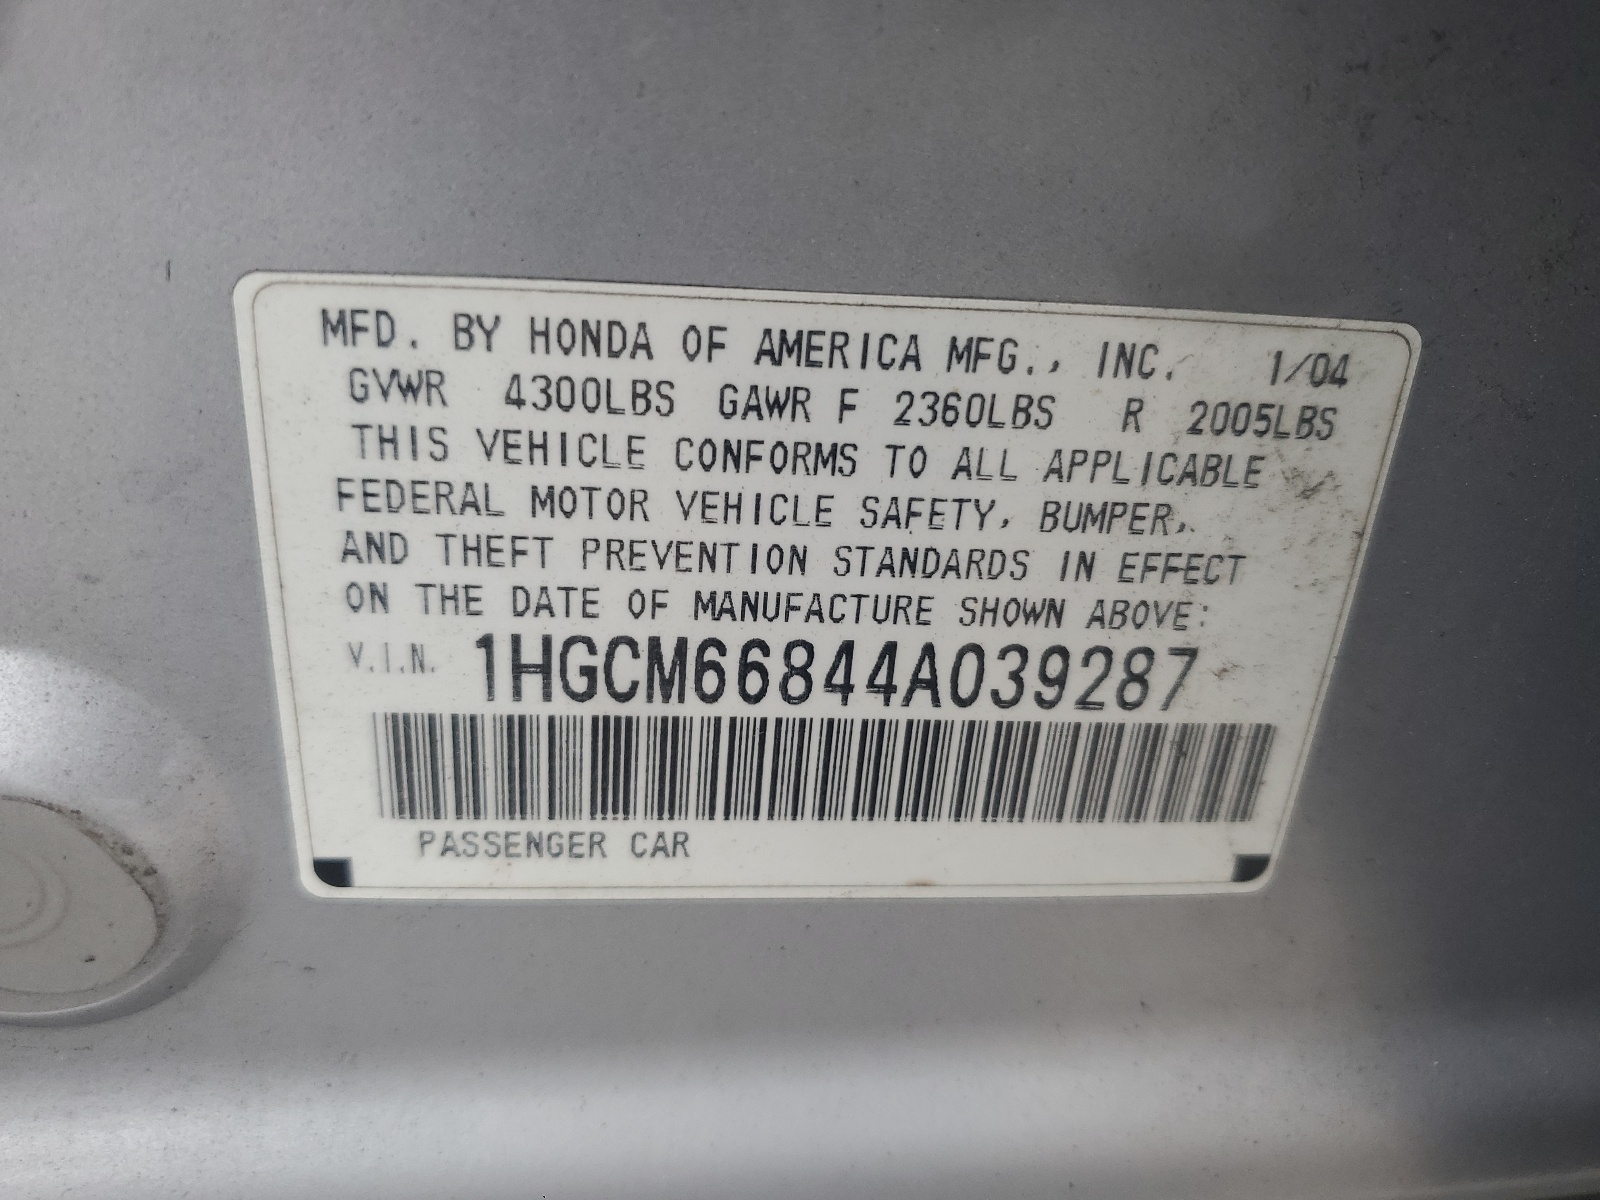 MFD. BY HONDA OF AMERICA MFG., INC. 1/04
GVWR 4300LBS GAWR F 2360LBS R 2005LBS
THIS VEHICLE CONFORMS TO ALL APPLICABLE
FEDERAL MOTOR VEHICLE SAFETY, BUMPER,
AND THEFT PREVENTION STANDARDS IN EFFECT
ON THE DATE OF MANUFACTURE SHOWN ABOVE:
V.I.N. 1HGCM66844A039287
PASSENGER CAR